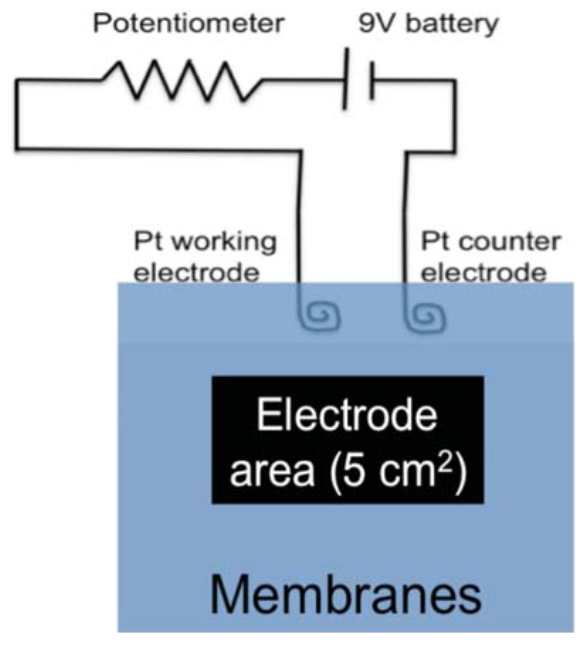 Potentiometer
9V battery
Pt working
electrode
Pt counter
electrode
Electrode
area (5 cm²)
Membranes